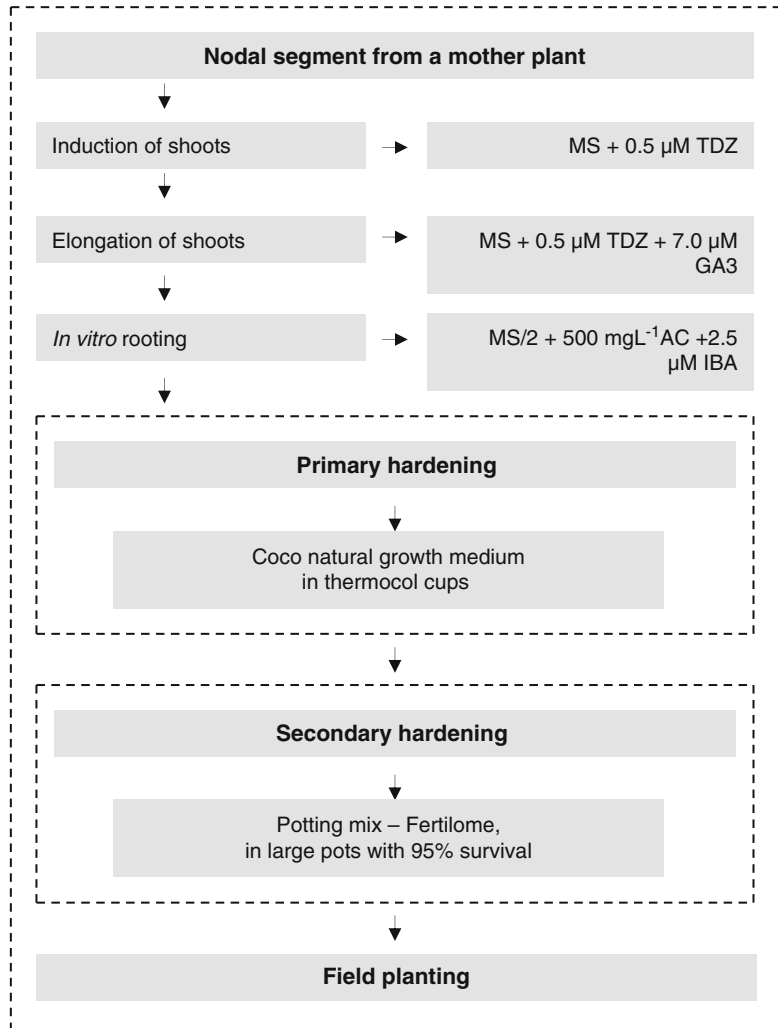 Nodal segment from a mother plant
Induction of shoots
MS + 0.5 µM TDZ
Elongation of shoots
MS + 0.5 µM TDZ + 7.0 µM
GA3
In vitro rooting
MS/2 + 500 mgL⁻¹AC +2.5
µM IBA
Primary hardening
Coco natural growth medium
in thermocol cups
Secondary hardening
Potting mix – Fertilome,
in large pots with 95% survival
Field planting